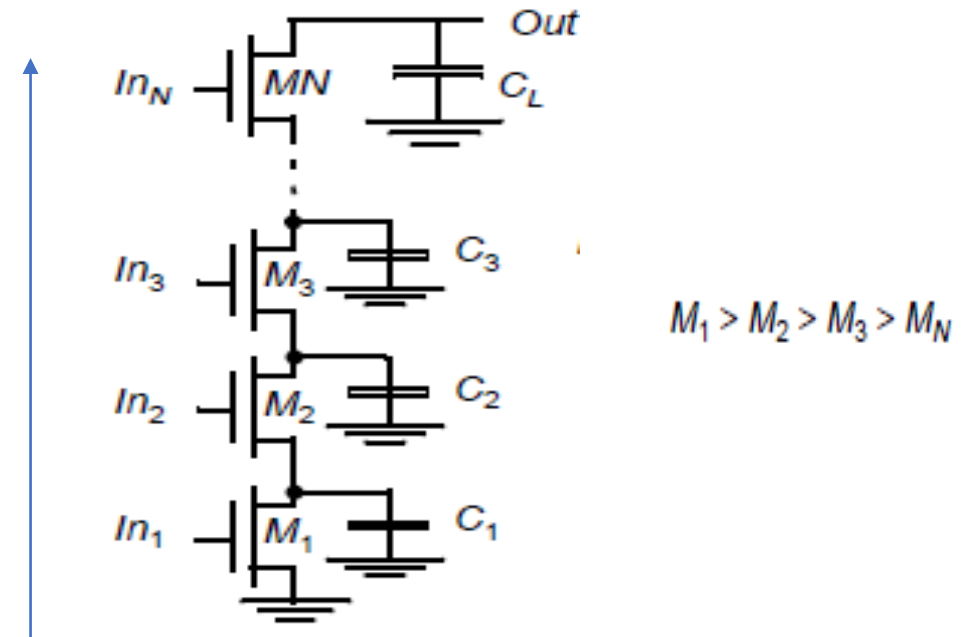 Out
In_N MN C_L
In_3 M_3 C_3
M_1 > M_2 > M_3 > M_N
In_2 M_2 C_2
In_1 M_1 C_1